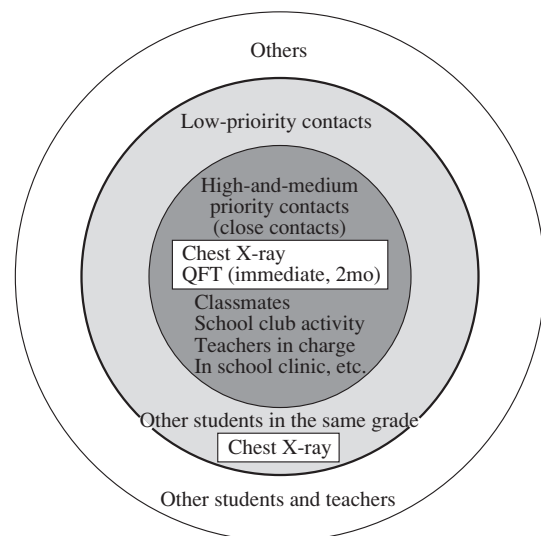 Others
Low-prioirity contacts
High-and-medium
priority contacts
(close contacts)
Chest X-ray
QFT (immediate, 2mo)
Classmates
School club activity
Teachers in charge
In school clinic, etc.
Other students in the same grade
Chest X-ray
Other students and teachers